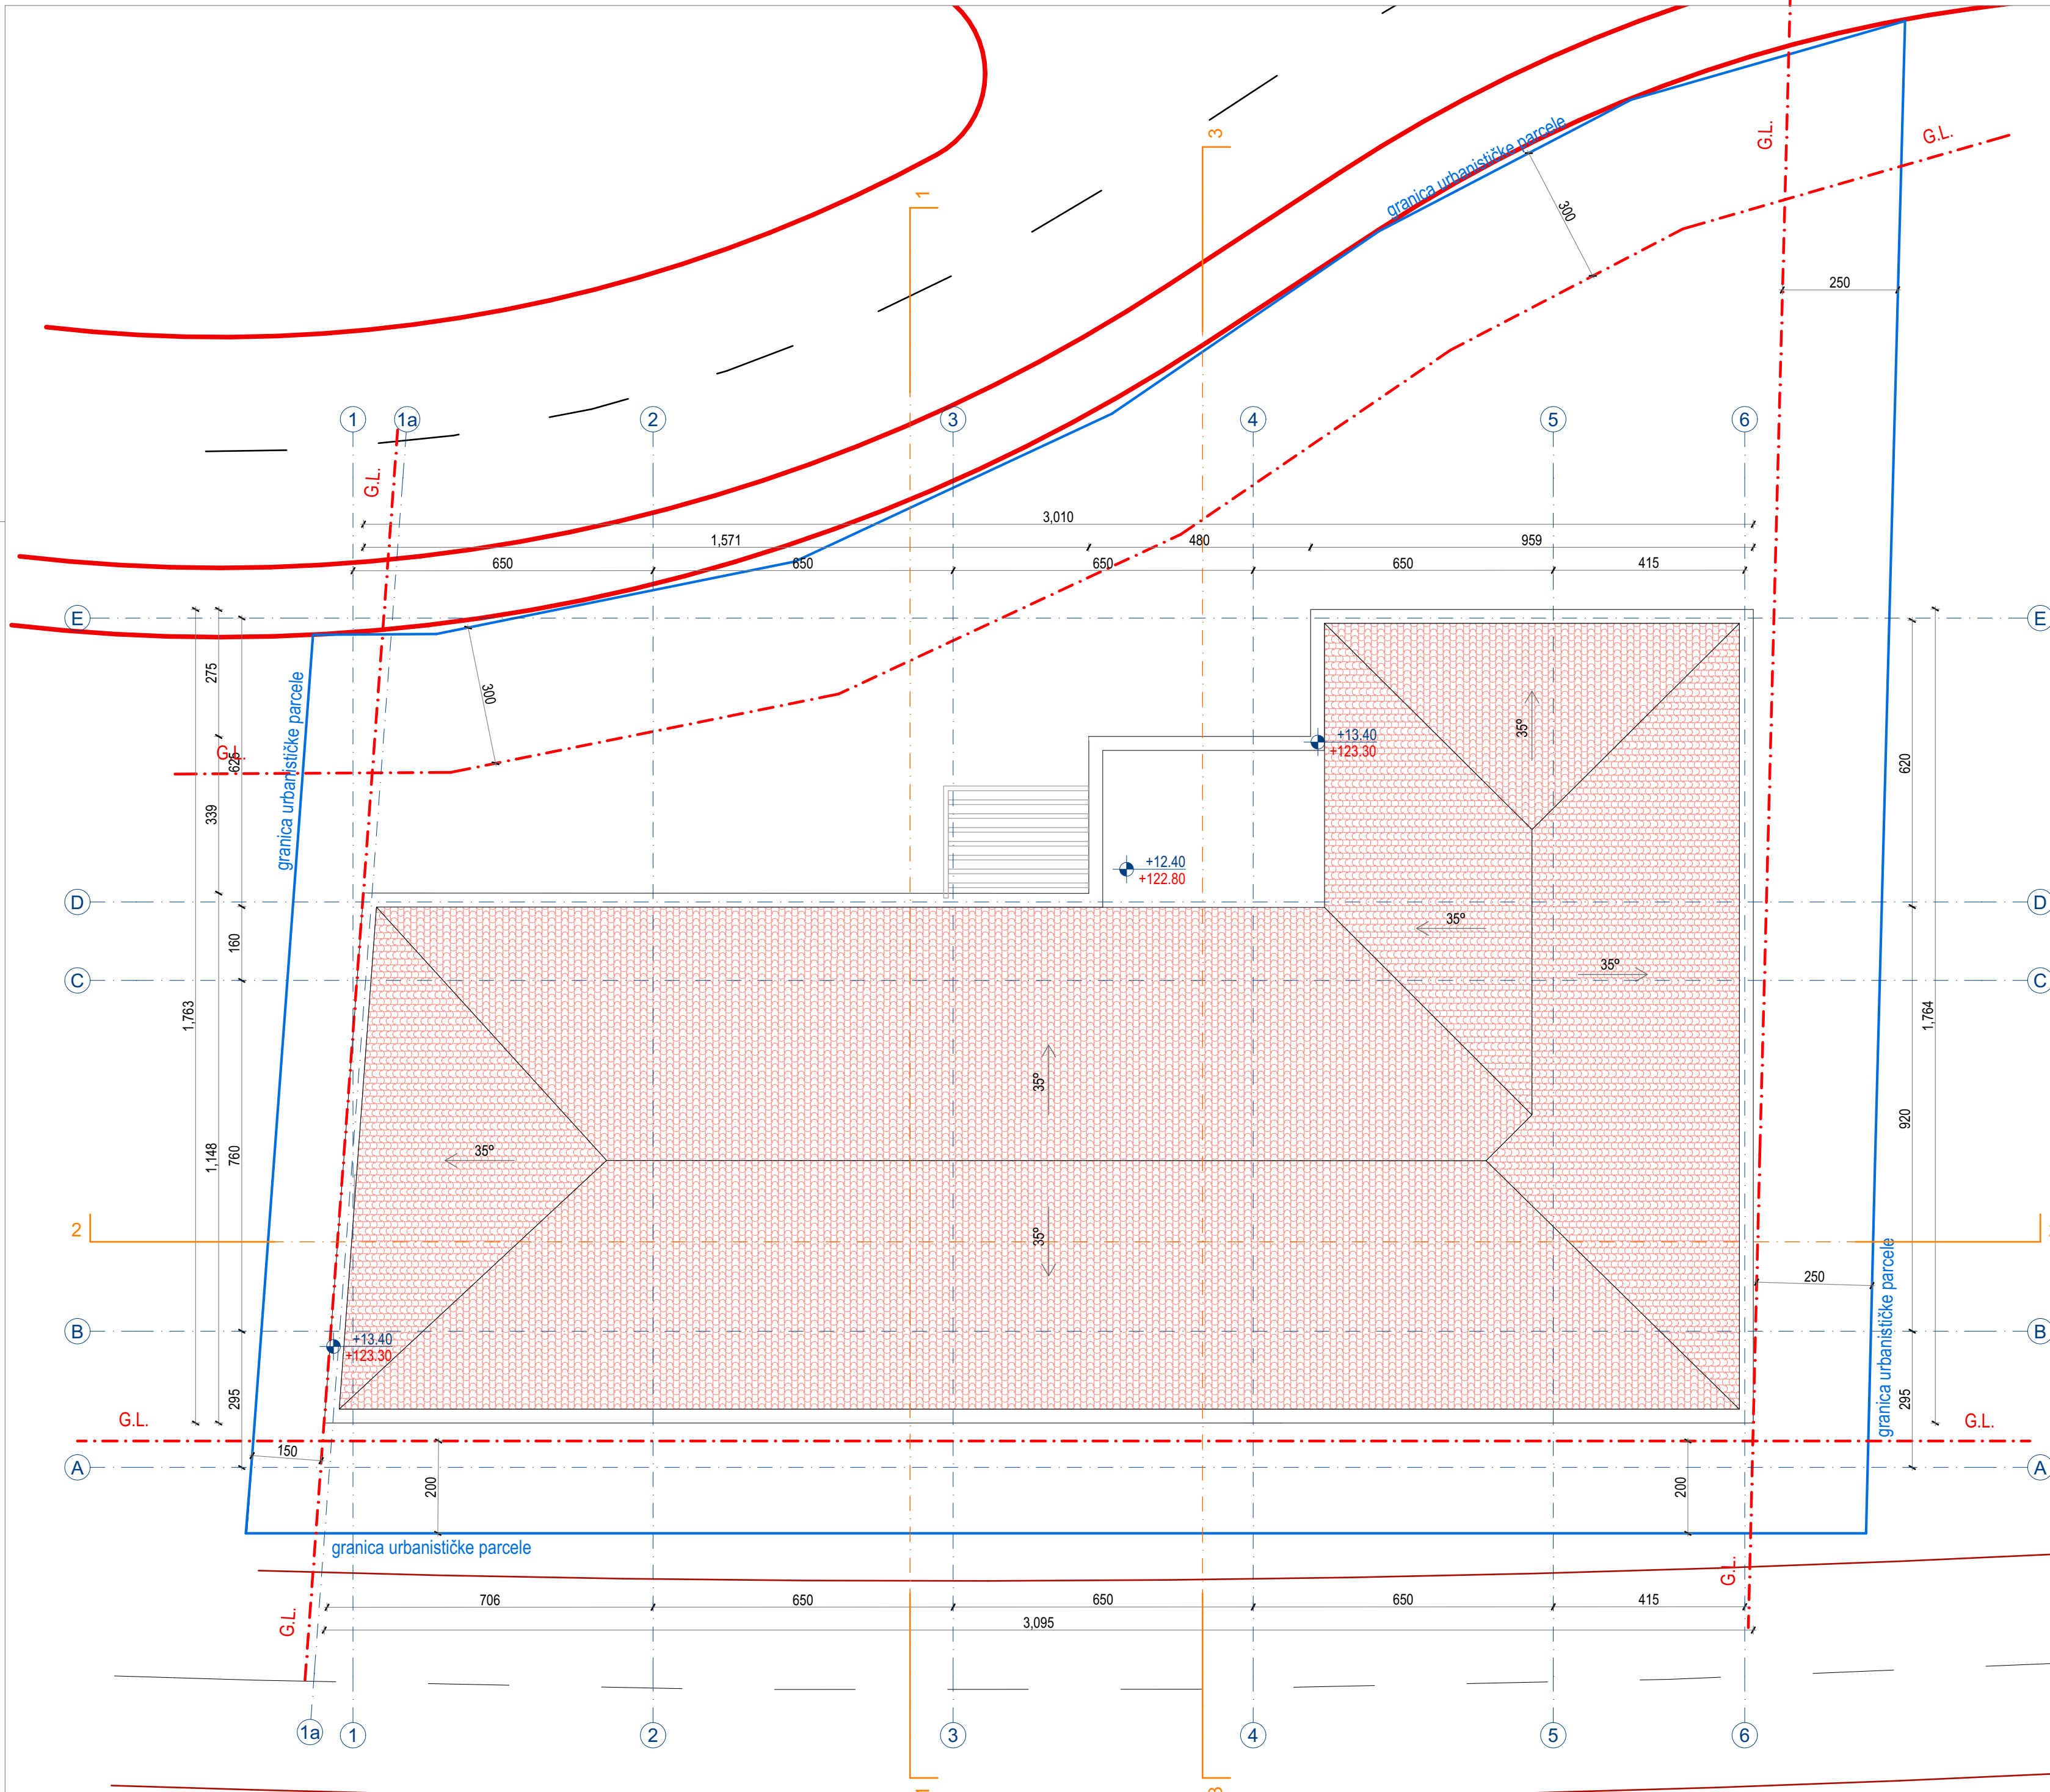 3
1
granica urbanističke parcele
G.L.
G.L.
300
250
1
1a
2
3
4
5
6
G.L.
3,010
1,571
480
959
650
650
650
650
415
E
E
275
granica urbanističke parcele
300
G.L.
625
339
35°
+13.40
+123.30
620
+12.40
+122.80
D
D
35°
160
35°
C
C
1,763
1,764
35°
920
1,148
760
35°
2
35°
granica urbanističke parcele
250
B
B
+13.40
+123.30
295
295
G.L.
G.L.
150
A
A
200
200
granica urbanističke parcele
G.L.
G.L.
706
650
650
650
415
3,095
1a
1
2
3
4
5
6